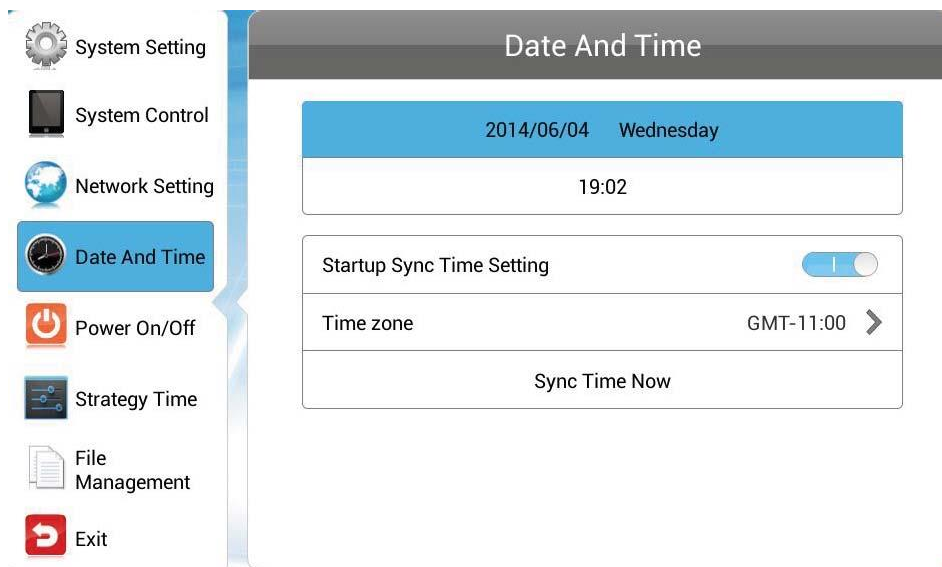 System Setting
System Control
Network Setting
Date And Time
Power On/Off
Strategy Time
File
Management
Exit
Date And Time
2014/06/04 Wednesday
19:02
Startup Sync Time Setting
Time zone GMT-11:00
Sync Time Now